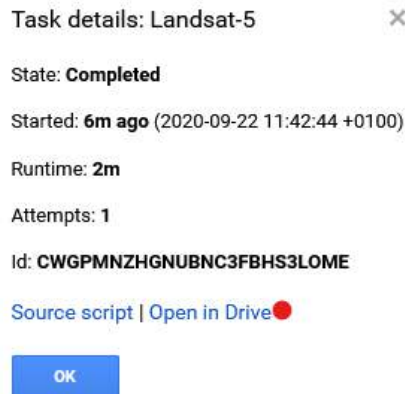 Task details: Landsat-5
State: Completed
Started: 6m ago (2020-09-22 11:42:44 +0100)
Runtime: 2m
Attempts: 1
Id: CWGPMNZHGNUBNC3FBHS3LOME
Source script | Open in Drive
OK